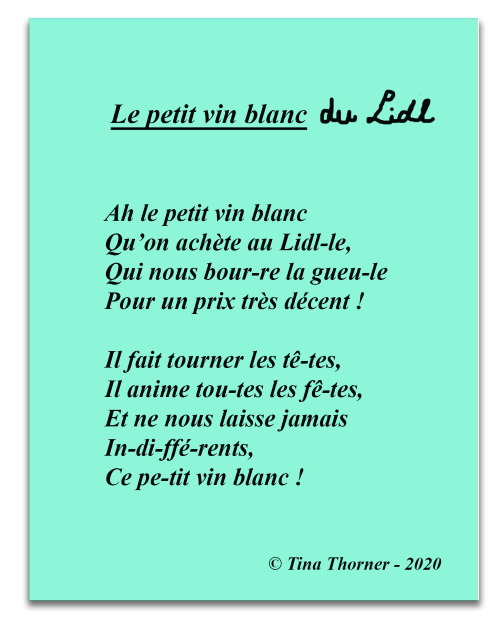 Le petit vin blanc du Lidl
Ah le petit vin blanc
Qu’on achète au Lidl-le,
Qui nous bour-re la gueu-le
Pour un prix très décent !
Il fait tourner les tê-tes,
Il anime tou-tes les fê-tes,
Et ne nous laisse jamais
In-di-ffé-rents,
Ce pe-tit vin blanc !
© Tina Thorner - 2020